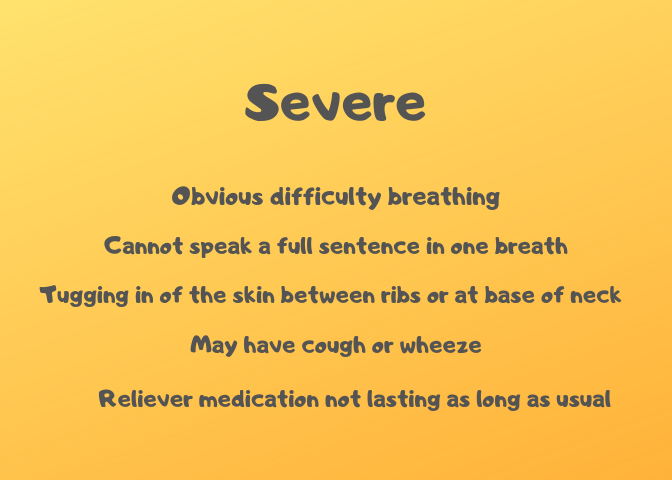 Severe
Obvious difficulty breathing
Cannot speak a full sentence in one breath
Tugging in of the skin between ribs or at base of neck
May have cough or wheeze
Reliever medication not lasting as long as usual